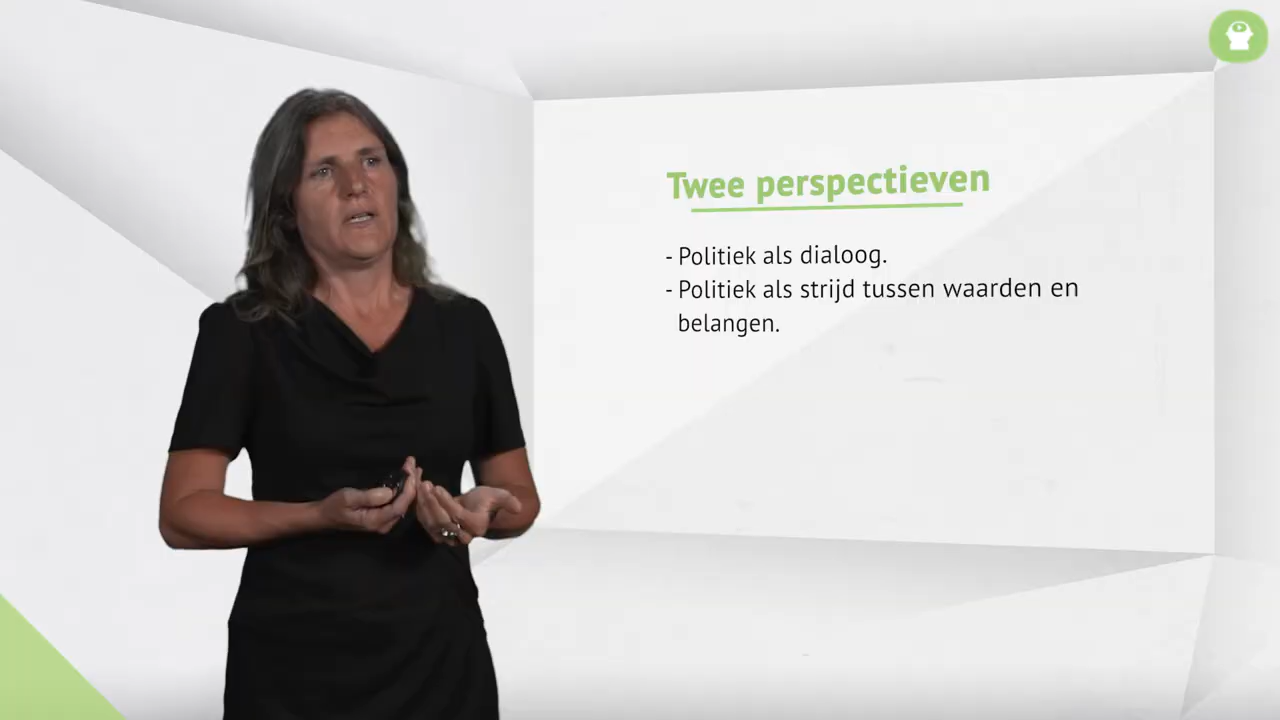 Twee perspectieven
- Politiek als dialoog.
- Politiek als strijd tussen waarden en
belangen.